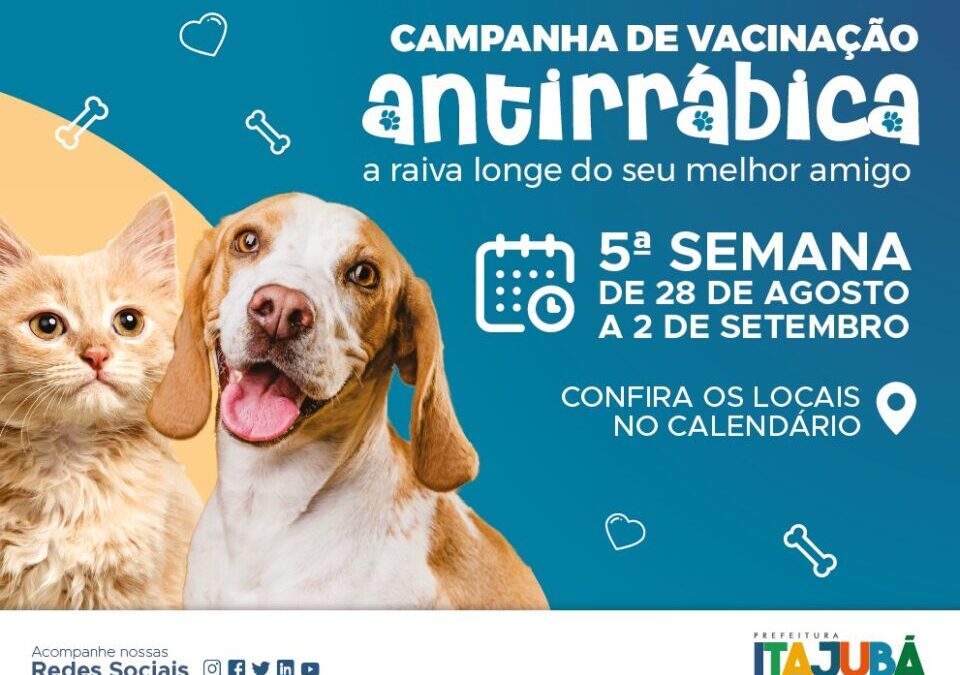 CAMPANHA DE VACINAÇÃO
antirrábica
a raiva longe do seu melhor amigo
5ª SEMANA
DE 28 DE AGOSTO
A 2 DE SETEMBRO
CONFIRA OS LOCAIS
NO CALENDÁRIO
Acompanhe nossas
Redes Sociais
PREFEITURA
ITAJUBÁ